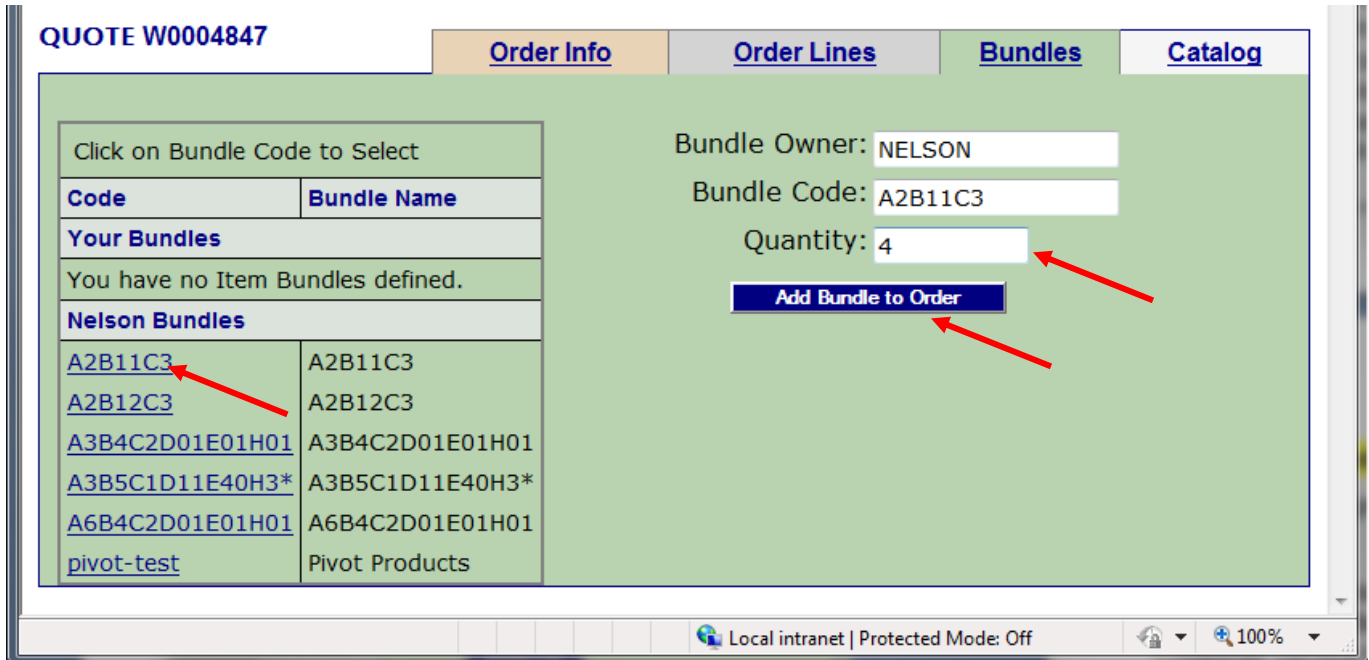 QUOTE W0004847
Order Info Order Lines Bundles Catalog
Click on Bundle Code to Select
Code Bundle Name
Your Bundles
You have no Item Bundles defined.
Nelson Bundles
A2B11C3 A2B11C3
A2B12C3 A2B12C3
A3B4C2D01E01H01 A3B4C2D01E01H01
A3B5C1D11E40H3* A3B5C1D11E40H3*
A6B4C2D01E01H01 A6B4C2D01E01H01
pivot-test Pivot Products
Bundle Owner: NELSON
Bundle Code: A2B11C3
Quantity: 4
Add Bundle to Order
Local intranet | Protected Mode: Off 100%